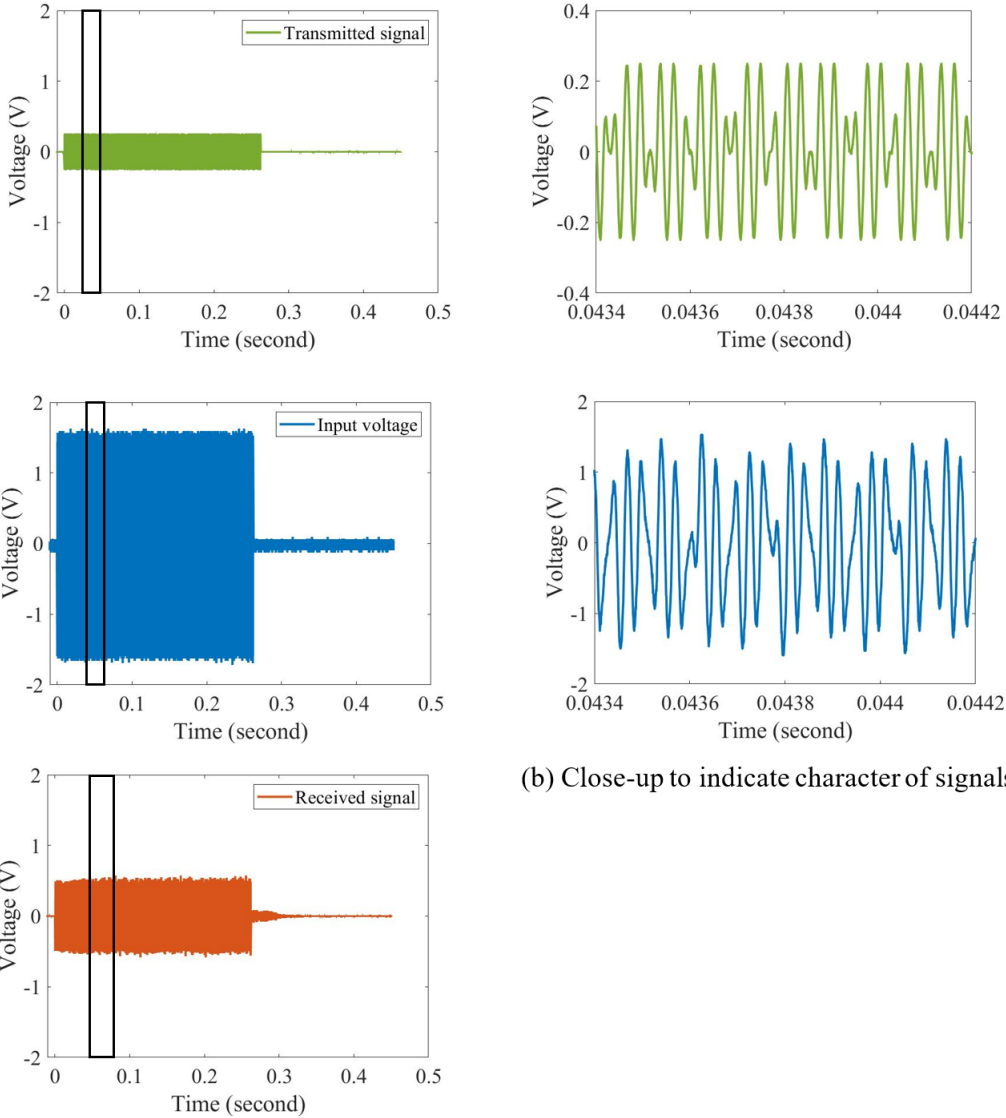 2
1
0
-1
-2
Voltage (V)
Transmitted signal
0 0.1 0.2 0.3 0.4 0.5
Time (second)
0.4
0.2
0
-0.2
-0.4
Voltage (V)
0.0434 0.0436 0.0438 0.044 0.0442
Time (second)
2
1
0
-1
-2
Voltage (V)
Input voltage
0 0.1 0.2 0.3 0.4 0.5
Time (second)
2
1
0
-1
-2
Voltage (V)
0.0434 0.0436 0.0438 0.044 0.0442
Time (second)
(b) Close-up to indicate character of signals
2
1
0
-1
-2
Voltage (V)
Received signal
0 0.1 0.2 0.3 0.4 0.5
Time (second)